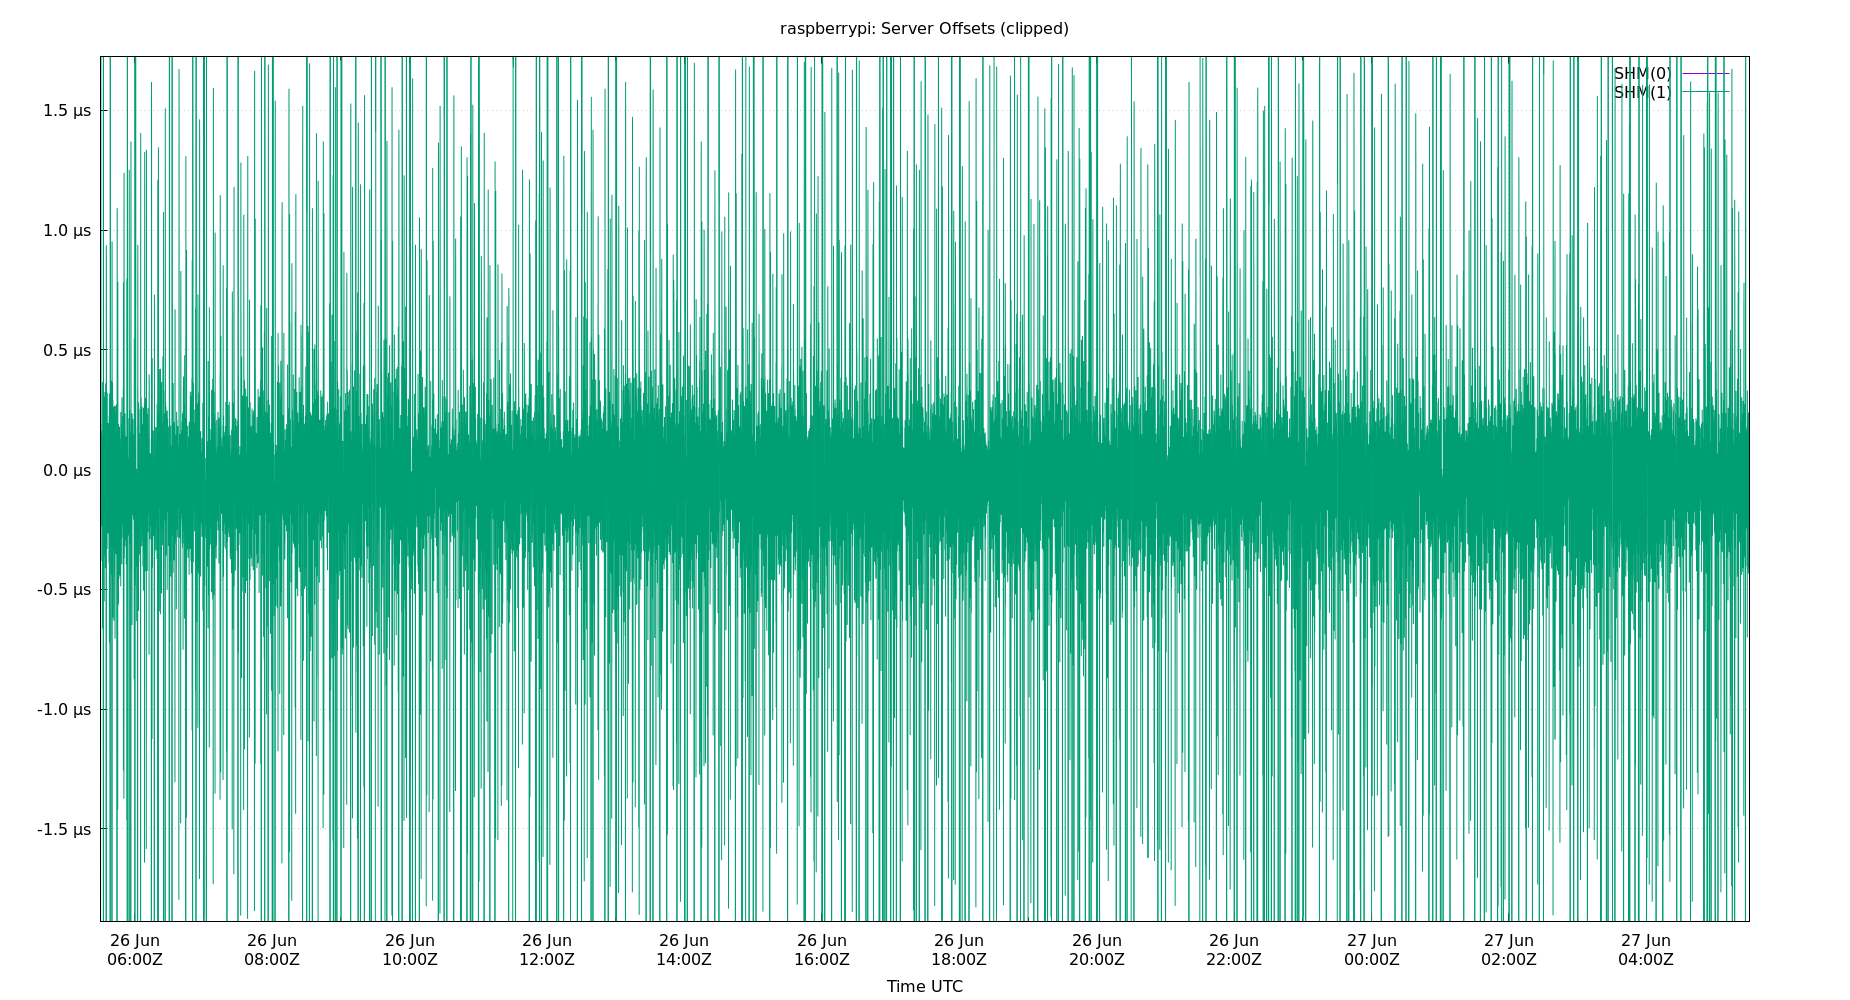 raspberrypi: Server Offsets (clipped)
SHM(0)
SHM(1)
1.5 µs
1.0 µs
0.5 µs
0.0 µs
-0.5 µs
-1.0 µs
-1.5 µs
26 Jun 26 Jun 26 Jun 26 Jun 26 Jun 26 Jun 26 Jun 26 Jun 26 Jun 27 Jun 27 Jun 27 Jun
06:00Z 08:00Z 10:00Z 12:00Z 14:00Z 16:00Z 18:00Z 20:00Z 22:00Z 00:00Z 02:00Z 04:00Z
Time UTC